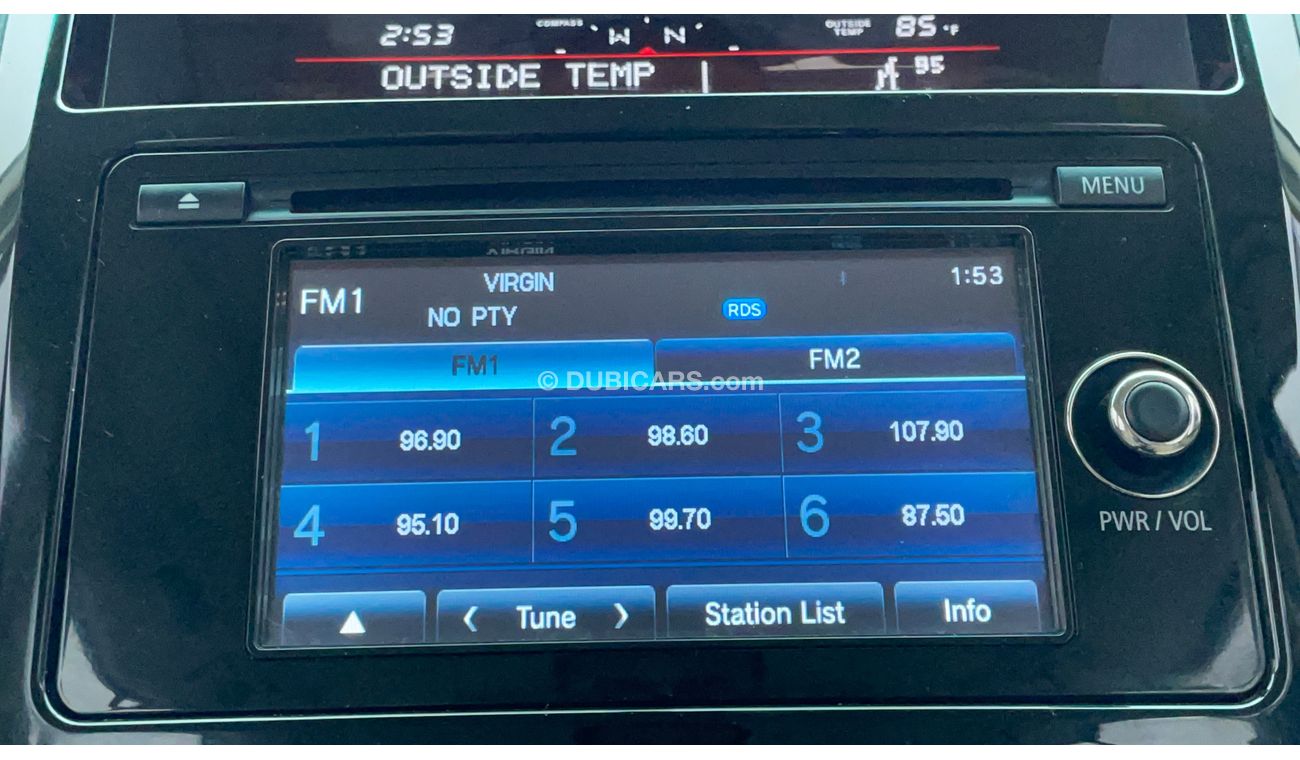 2:53 COMPASS W N OUTSIDE TEMP 85 °F
OUTSIDE TEMP 95
MENU
VIRGIN 1:53
FM1
NO PTY RDS
FM1 FM2
© DUBICARS.com
1 96.90 2 98.60 3 107.90
4 95.10 5 99.70 6 87.50
PWR / VOL
Tune Station List Info